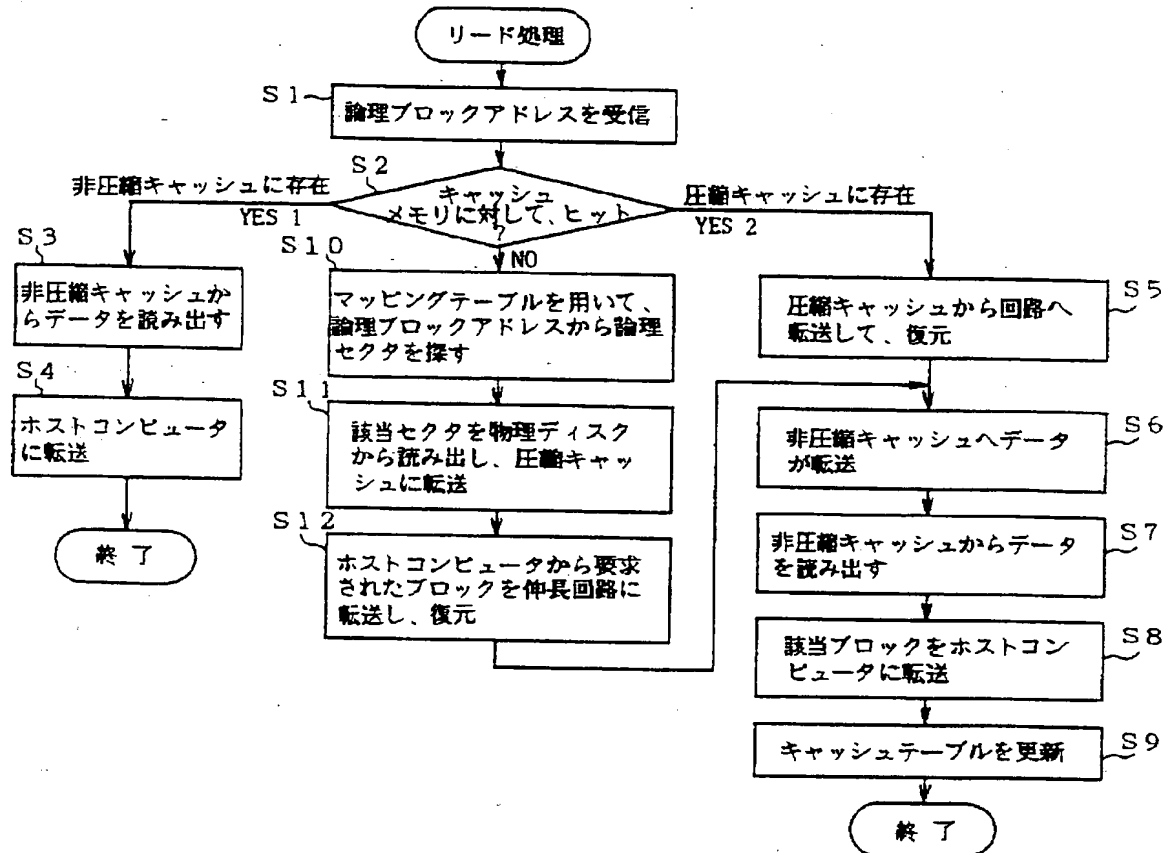 リード処理
S1
論理ブロックアドレスを受信
S2
非圧縮キャッシュに存在
YES 1
キャッシュ
メモリに対して、ヒット
?
圧縮キャッシュに存在
YES 2
NO
S3
非圧縮キャッシュか
らデータを読み出す
S4
ホストコンピュータ
に転送
終了
S10
マッピングテーブルを用いて、
論理ブロックアドレスから論理
セクタを探す
S11
該当セクタを物理ディスク
から読み出し、圧縮キャッ
シュに転送
S12
ホストコンピュータから要求
されたブロックを伸長回路に
転送し、復元
S5
圧縮キャッシュから回路へ
転送して、復元
S6
非圧縮キャッシュへデータ
が転送
S7
非圧縮キャッシュからデータ
を読み出す
S8
該当ブロックをホストコン
ピュータに転送
S9
キャッシュテーブルを更新
終了